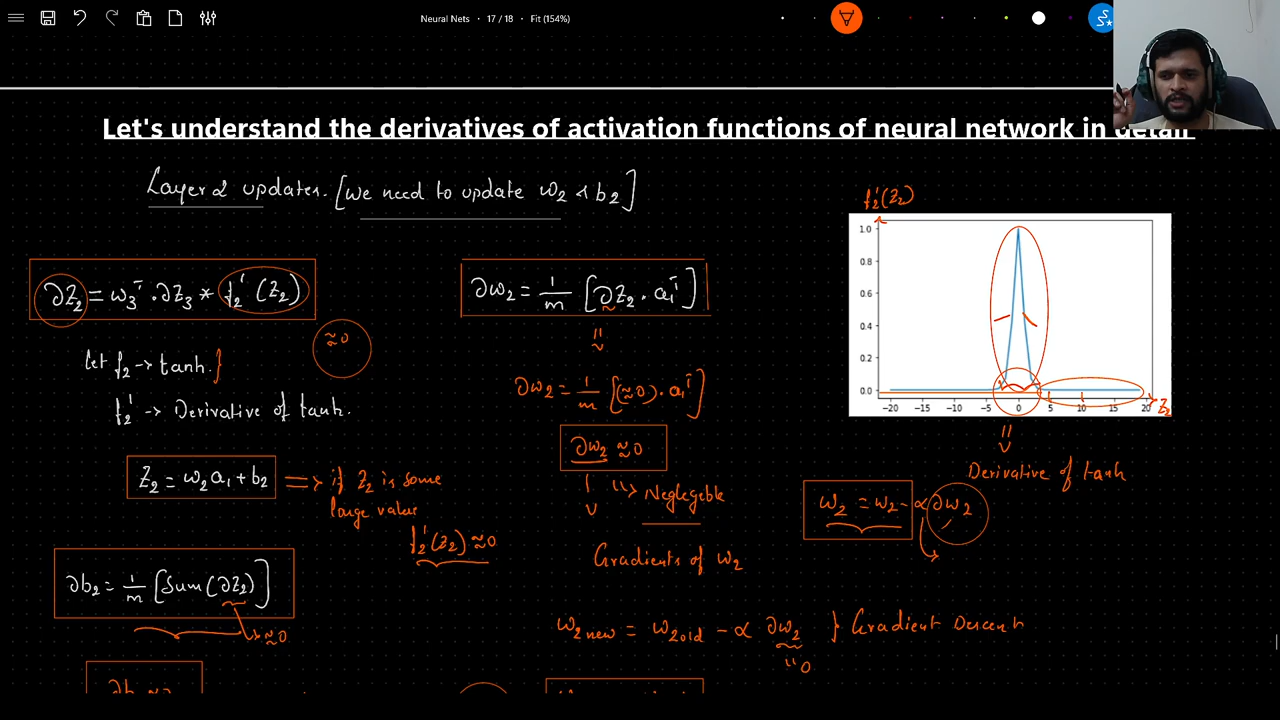 Neural Nets • 17 / 18 • Fit (154%)
Let's understand the derivatives of activation functions of neural network in detail
Layer 2 updates. [we need to update w₂ & b₂]
∂Z₂ = w₃ᵀ . ∂Z₃ * f₂′(Z₂)
≈0
let f₂ → tanh. }
f₂′ → Derivative of tanh.
Z₂ = w₂a₁ + b₂ => if Z₂ is some
large value
f₂′(Z₂) ≈ 0
∂b₂ = 1/m [Sum(∂Z₂)]
≈0
∂w₂ = 1/m [∂Z₂ . a₁ᵀ]
∂w₂ = 1/m [(≈0) . a₁ᵀ]
∂w₂ ≈ 0
Neglegeble
Gradients of w₂
f₂′(Z₂)
1.0
0.8
0.6
0.4
0.2
0.0
-20 -15 -10 -5 0 5 10 15 20 Z₂
Derivative of tanh
w₂ = w₂ - α ∂w₂
w₂new = w₂old - α ∂w₂ } Gradient Descent
0